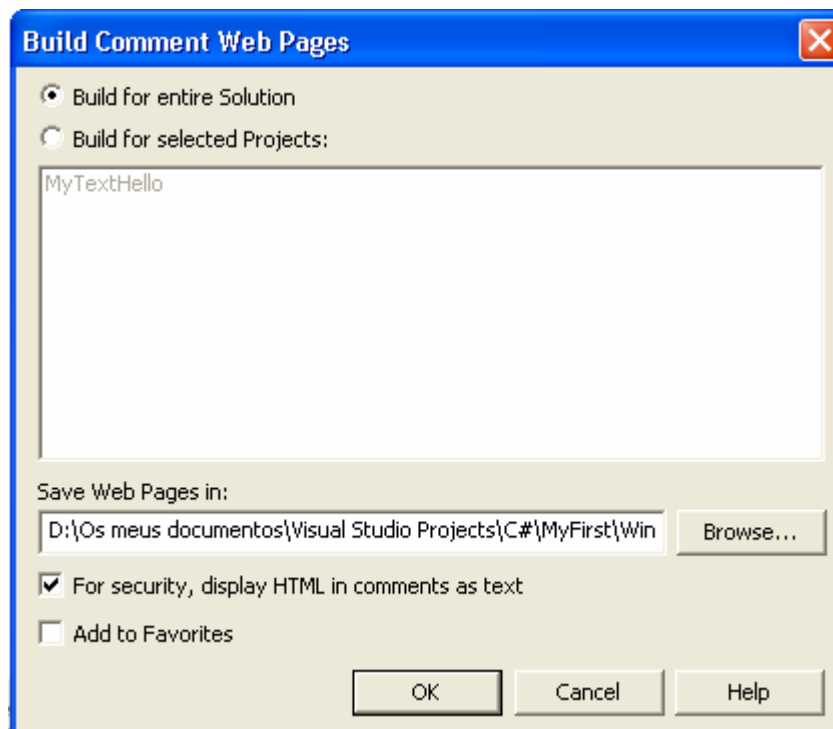 Build Comment Web Pages
Build for entire Solution
Build for selected Projects:
MyTextHello
Save Web Pages in:
D:\Os meus documentos\Visual Studio Projects\C#\MyFirst\Win
Browse...
For security, display HTML in comments as text
Add to Favorites
OK
Cancel
Help